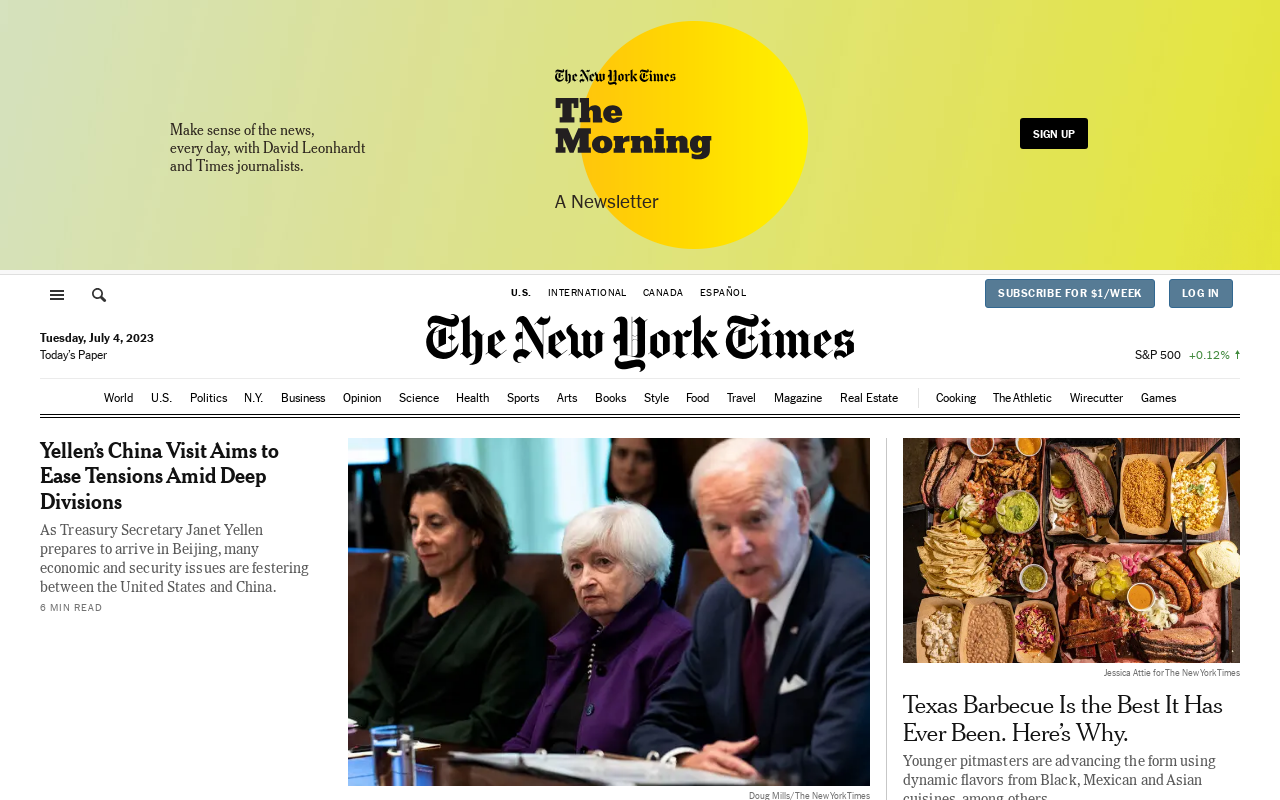 Make sense of the news,
every day, with David Leonhardt
and Times journalists.
The New York Times
The
Morning
A Newsletter
SIGN UP
U.S. INTERNATIONAL CANADA ESPAÑOL
SUBSCRIBE FOR $1/WEEK
LOG IN
Tuesday, July 4, 2023
Today's Paper
The New York Times
S&P 500 +0.12% ↑
World U.S. Politics N.Y. Business Opinion Science Health Sports Arts Books Style Food Travel Magazine Real Estate Cooking The Athletic Wirecutter Games
Yellen's China Visit Aims to
Ease Tensions Amid Deep
Divisions
As Treasury Secretary Janet Yellen
prepares to arrive in Beijing, many
economic and security issues are festering
between the United States and China.
6 MIN READ
Doug Mills/The New York Times
Jessica Attie for The New York Times
Texas Barbecue Is the Best It Has
Ever Been. Here's Why.
Younger pitmasters are advancing the form using
dynamic flavors from Black, Mexican and Asian
cuisines, among others.